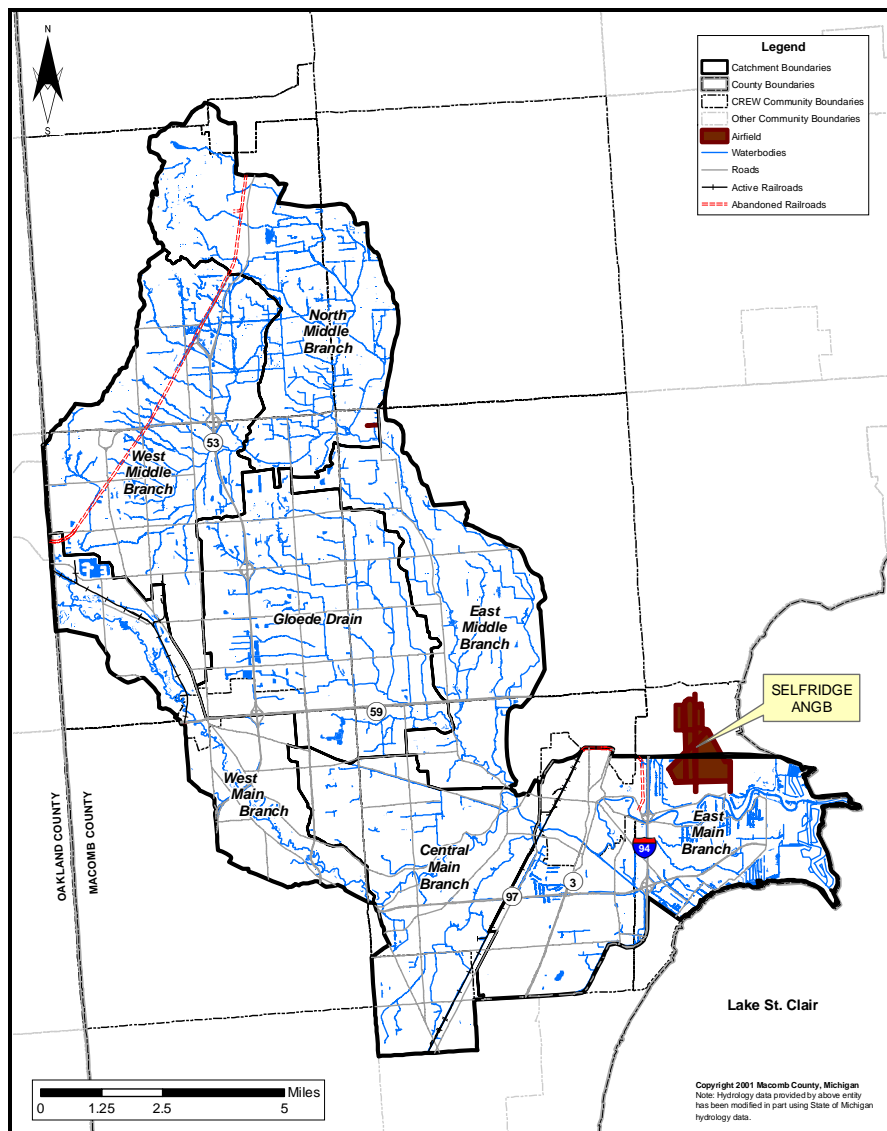 N
S
Legend
Catchment Boundaries
County Boundaries
CREW Community Boundaries
Other Community Boundaries
Airfield
Waterbodies
Roads
Active Railroads
Abandoned Railroads
North
Middle
Branch
53
West
Middle
Branch
Gloede Drain
East
Middle
Branch
59
SELFRIDGE
ANGB
West
Main
Branch
OAKLAND COUNTY
MACOMB COUNTY
Central
Main
Branch
East
Main
Branch
94
3
97
Lake St. Clair
Miles
0 1.25 2.5 5
Copyright 2001 Macomb County, Michigan
Note: Hydrology data provided by above entity
has been modified in part using State of Michigan
hydrology data.